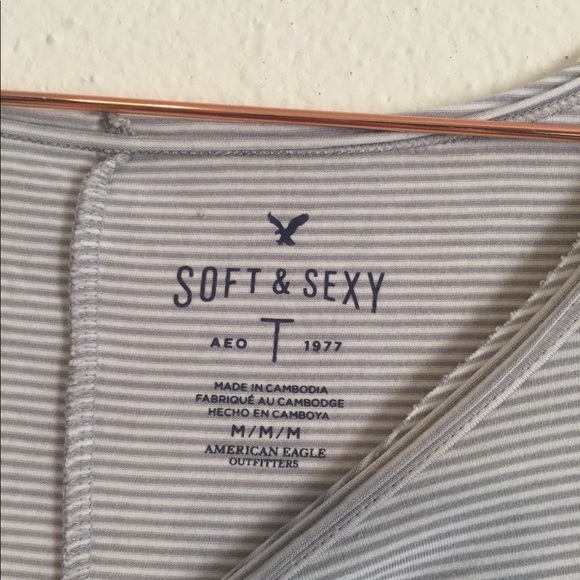 SOFT & SEXY
AEO T 1977
MADE IN CAMBODIA
FABRIQUÉ AU CAMBODGE
HECHO EN CAMBOYA
M/M/M
AMERICAN EAGLE
OUTFITTERS